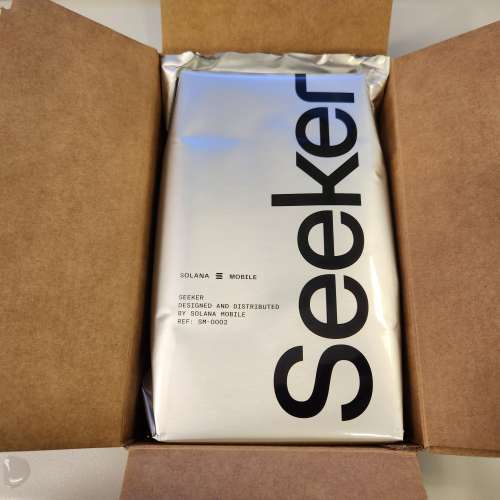 Seeker
SOLANA MOBILE
SEEKER
DESIGNED AND DISTRIBUTED
BY SOLANA MOBILE
REF: SM-0002